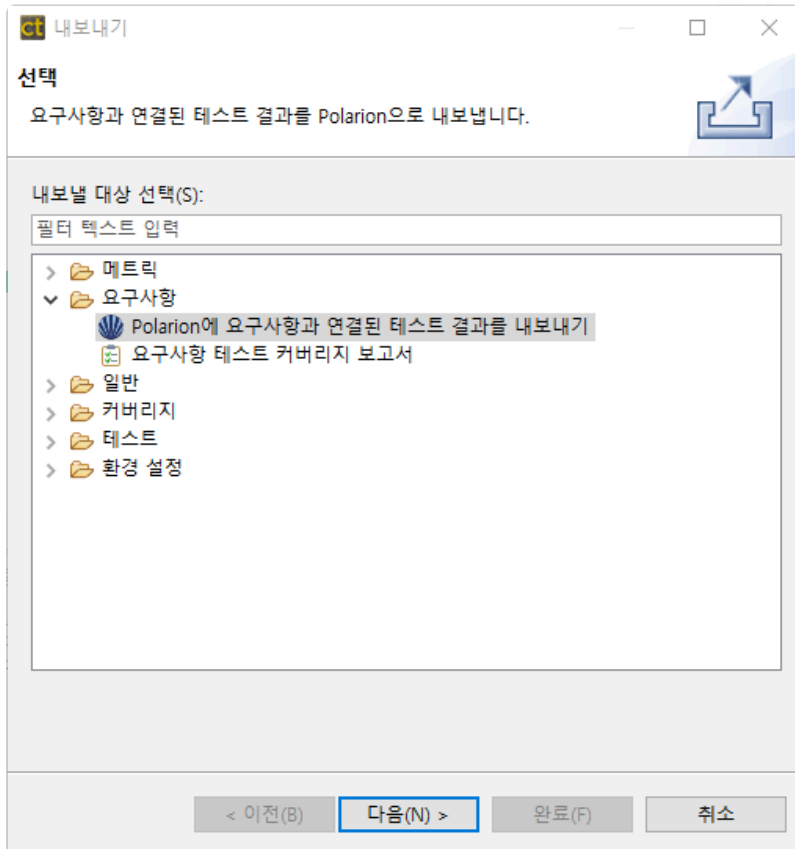 ct 내보내기
선택
요구사항과 연결된 테스트 결과를 Polarion으로 내보냅니다.
내보낼 대상 선택(S):
필터 텍스트 입력
메트릭
요구사항
Polarion에 요구사항과 연결된 테스트 결과를 내보내기
요구사항 테스트 커버리지 보고서
일반
커버리지
테스트
환경 설정
< 이전(B) 다음(N) > 완료(F) 취소